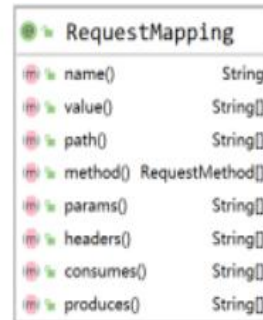 RequestMapping
name() String
value() String[]
path() String[]
method() RequestMethod[]
params() String[]
headers() String[]
consumes() String[]
produces() String[]